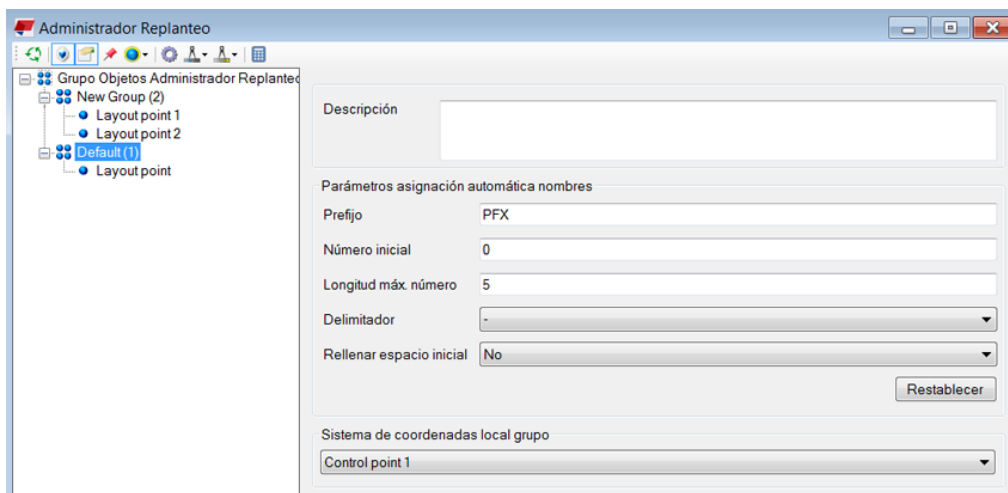 Administrador Replanteo
Grupo Objetos Administrador Replanteo
New Group (2)
Layout point 1
Layout point 2
Default (1)
Layout point
Descripción
Parámetros asignación automática nombres
Prefijo PFX
Número inicial 0
Longitud máx. número 5
Delimitador -
Rellenar espacio inicial No
Restablecer
Sistema de coordenadas local grupo
Control point 1